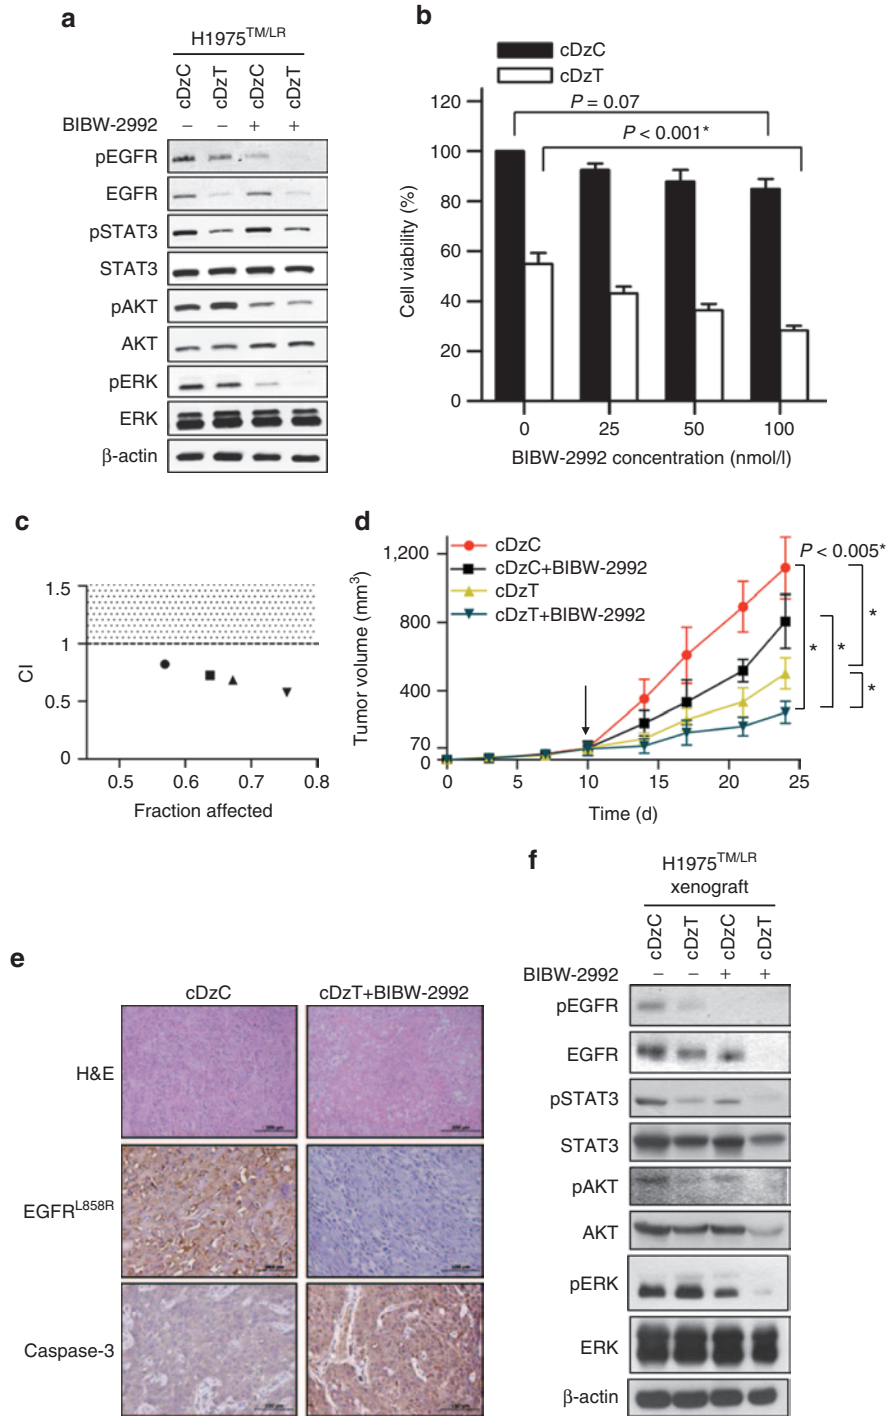 a
H1975TM/LR
cDzC cDzT cDzC cDzT
BIBW-2992 − − + +
pEGFR
EGFR
pSTAT3
STAT3
pAKT
AKT
pERK
ERK
β-actin
b
cDzC
cDzT
P = 0.07
P < 0.001*
120
100
80
60
40
20
0
Cell viability (%)
0 25 50 100
BIBW-2992 concentration (nmol/l)
c
1.5
1
0.5
0
CI
0.5 0.6 0.7 0.8
Fraction affected
d
cDzC
cDzC+BIBW-2992
cDzT
cDzT+BIBW-2992
P < 0.005*
* * * *
1,200
800
400
70
0
Tumor volume (mm3)
0 5 10 15 20 25
Time (d)
e
cDzC cDzT+BIBW-2992
H&E
EGFRL858R
Caspase-3
f
H1975TM/LR
xenograft
cDzC cDzT cDzC cDzT
BIBW-2992 − − + +
pEGFR
EGFR
pSTAT3
STAT3
pAKT
AKT
pERK
ERK
β-actin